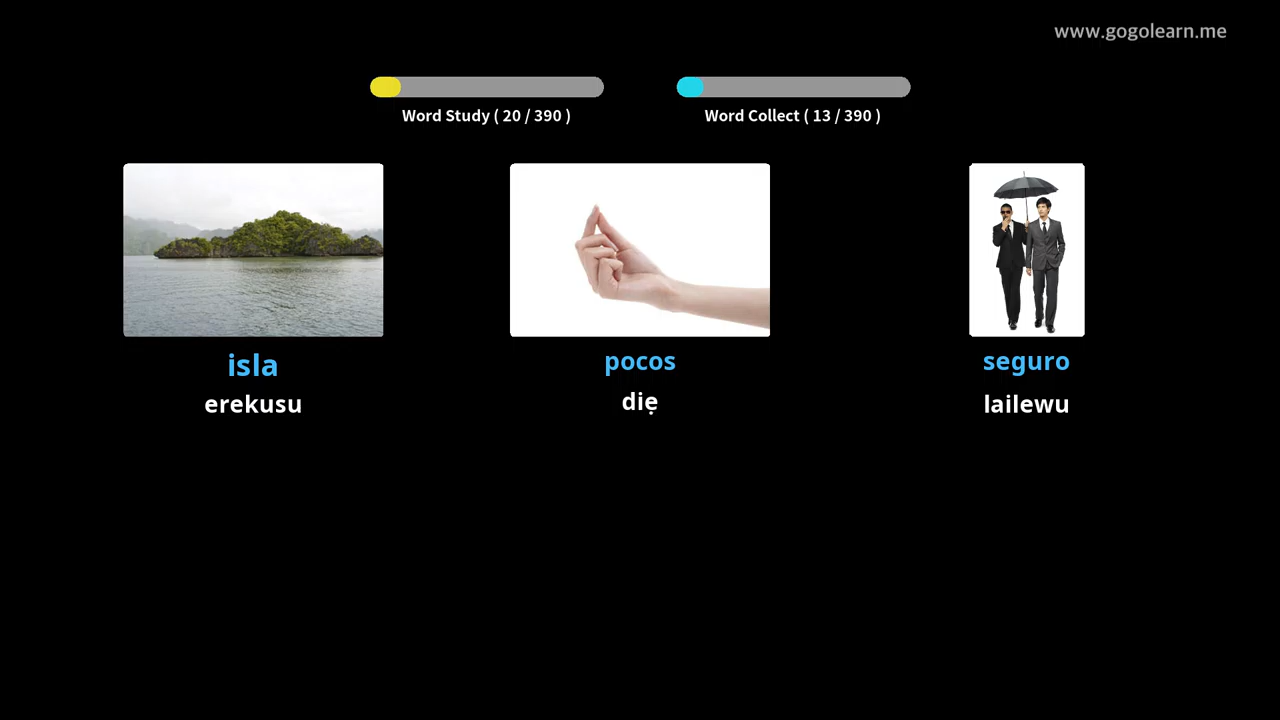 www.gogolearn.me
Word Study ( 20 / 390 )
Word Collect ( 13 / 390 )
isla
erekusu
pocos
diẹ
seguro
lailewu